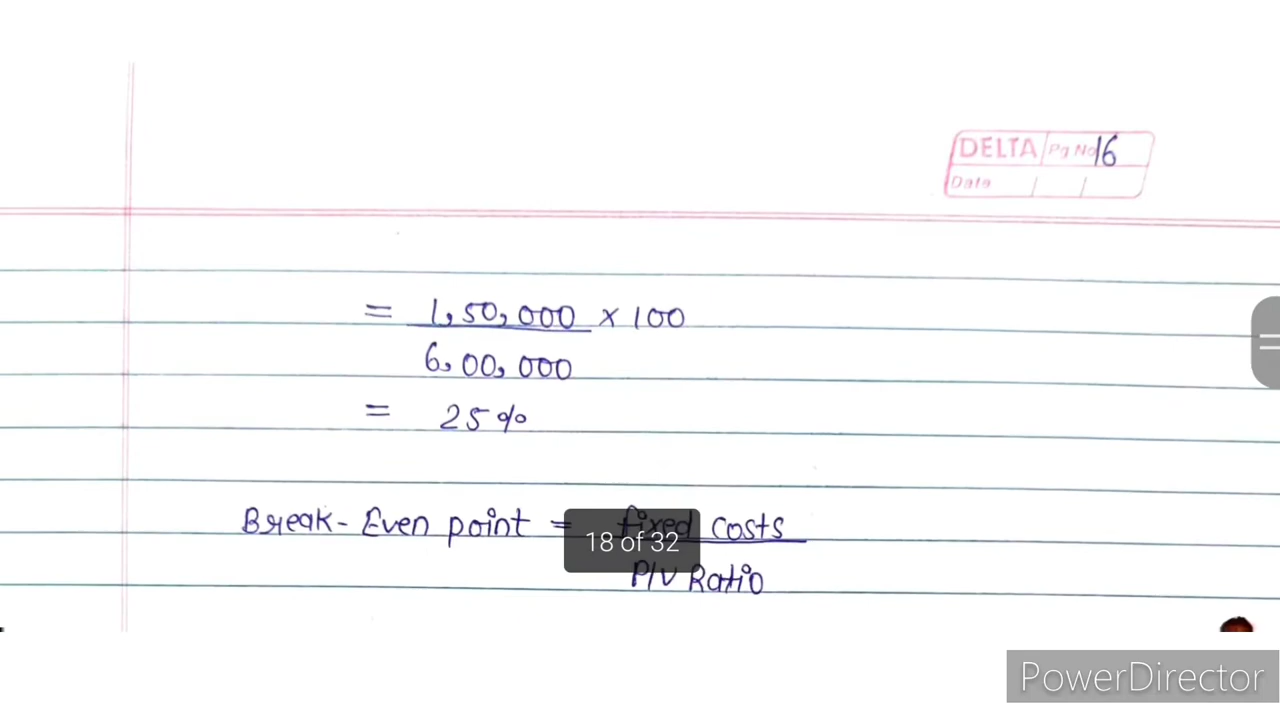 DELTA Pg No 16
Date
= 1,50,000 × 100
6,00,000
= 25%
Break-Even point = fixed costs
18 of 32
P/V Ratio
PowerDirector